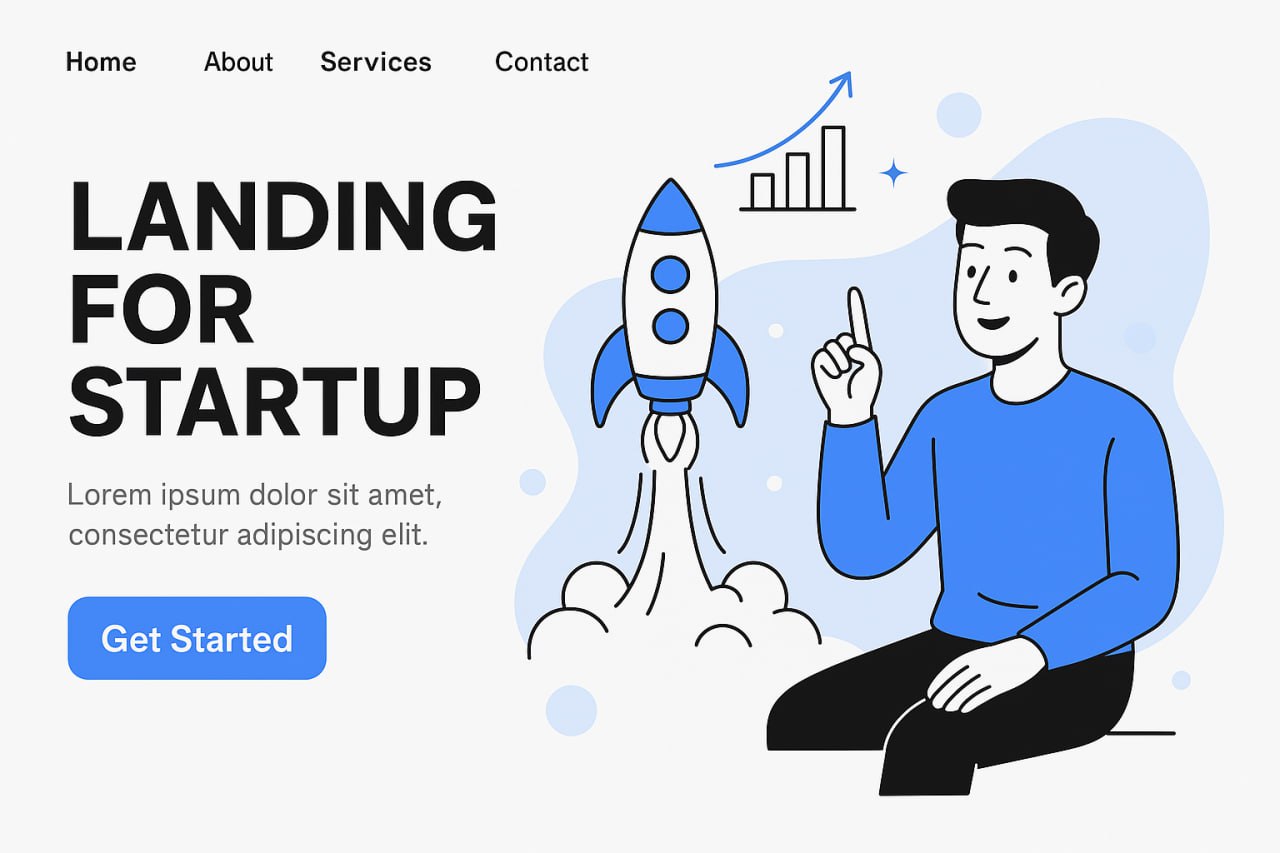 Home About Services Contact
LANDING
FOR
STARTUP
Lorem ipsum dolor sit amet,
consectetur adipiscing elit.
Get Started